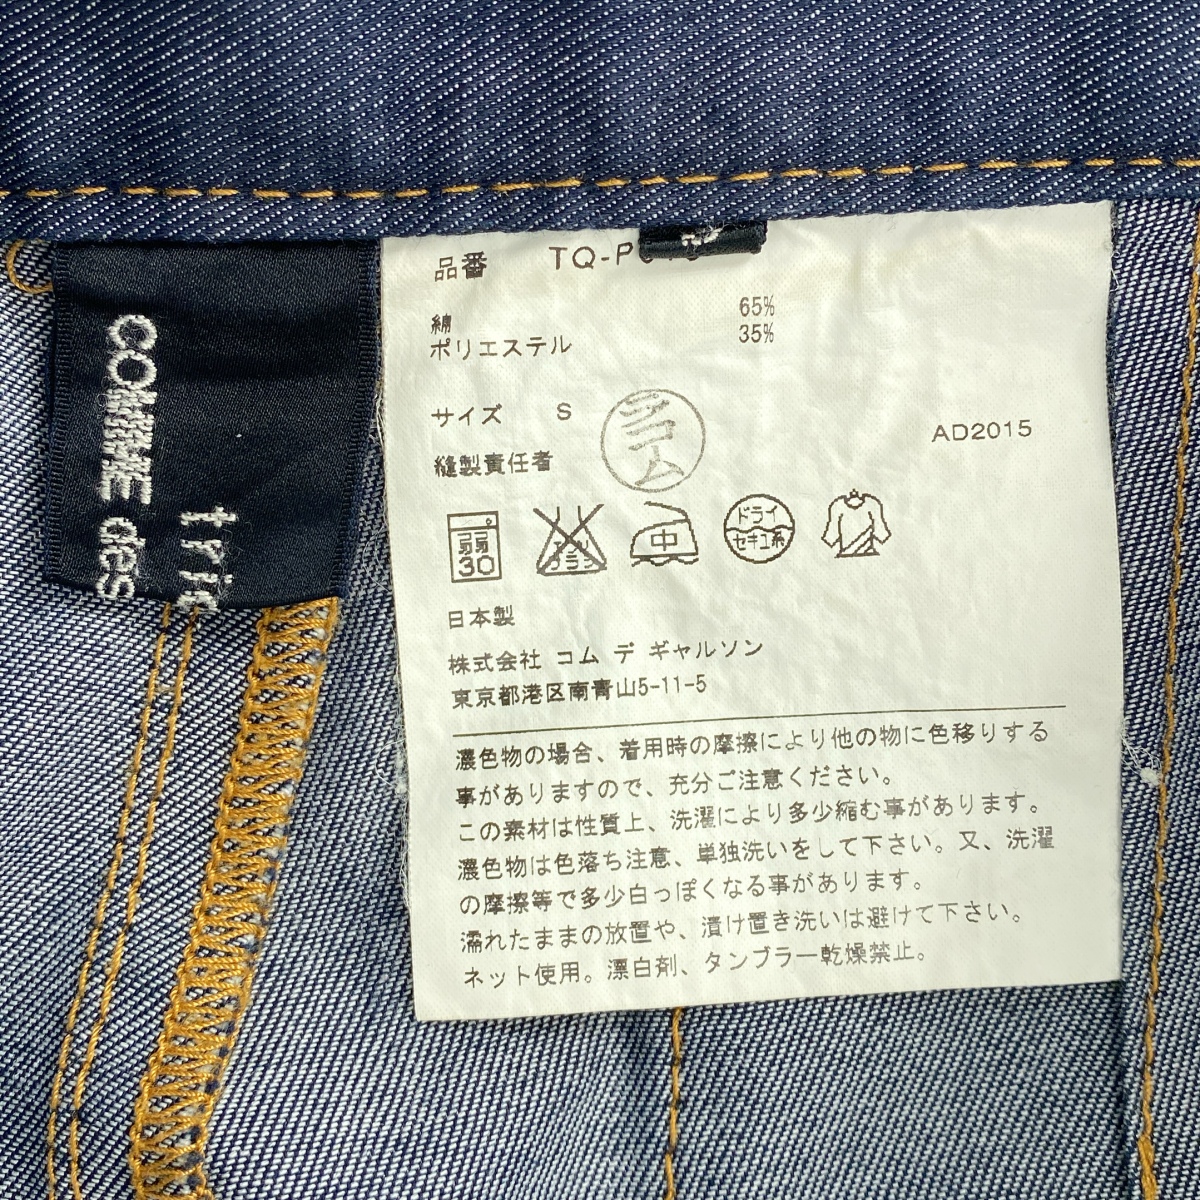 COMME des
品番 TQ-P
綿 65%
ポリエステル 35%
サイズ S
AD2015
縫製責任者
ラコーム
弱 30
中
ドライ
セキユ系
日本製
株式会社 コム デ ギャルソン
東京都港区南青山5-11-5
濃色物の場合、着用時の摩擦により他の物に色移りする
事がありますので、充分ご注意ください。
この素材は性質上、洗濯により多少縮む事があります。
濃色物は色落ち注意、単独洗いをして下さい。又、洗濯
の摩擦等で多少白っぽくなる事があります。
濡れたままの放置や、漬け置き洗いは避けて下さい。
ネット使用。漂白剤、タンブラー乾燥禁止。